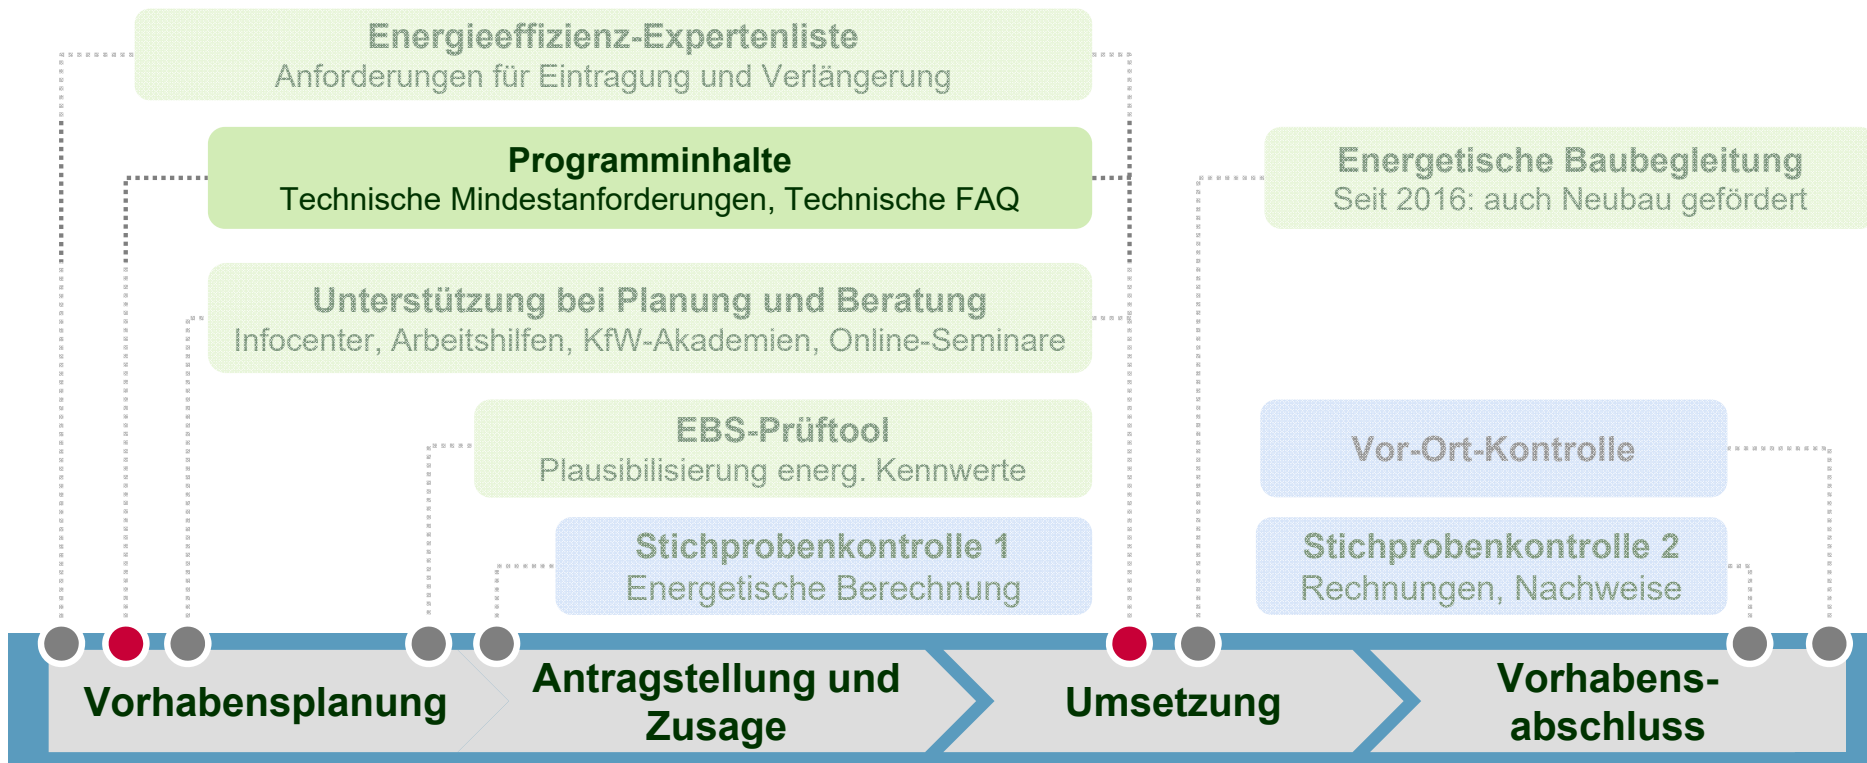 Energieeffizienz-Expertenliste
Anforderungen für Eintragung und Verlängerung
Programminhalte
Technische Mindestanforderungen, Technische FAQ
Energetische Baubegleitung
Seit 2016: auch Neubau gefördert
Unterstützung bei Planung und Beratung
Infocenter, Arbeitshilfen, KfW-Akademien, Online-Seminare
EBS-Prüftool
Plausibilisierung energ. Kennwerte
Vor-Ort-Kontrolle
Stichprobenkontrolle 1
Energetische Berechnung
Stichprobenkontrolle 2
Rechnungen, Nachweise
Vorhabensplanung
Antragstellung und
Zusage
Umsetzung
Vorhabens-
abschluss